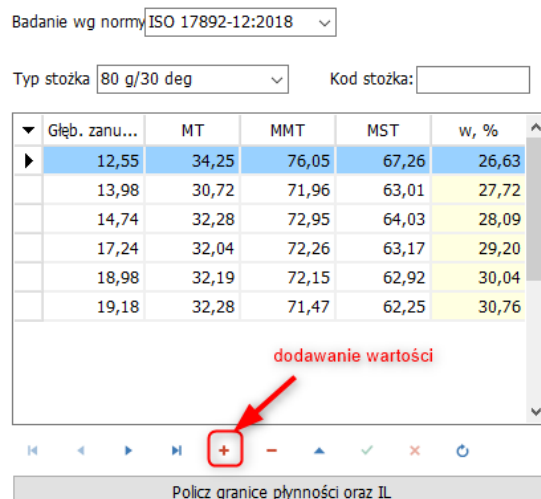 Badanie wg normy ISO 17892-12:2018
Typ stożka 80 g/30 deg Kod stożka:
Głęb. zanu... MT MMT MST w, %
12,55 34,25 76,05 67,26 26,63
13,98 30,72 71,96 63,01 27,72
14,74 32,28 72,95 64,03 28,09
17,24 32,04 72,26 63,17 29,20
18,98 32,19 72,15 62,92 30,04
19,18 32,28 71,47 62,25 30,76
dodawanie wartości
Policz granice płynności oraz IL